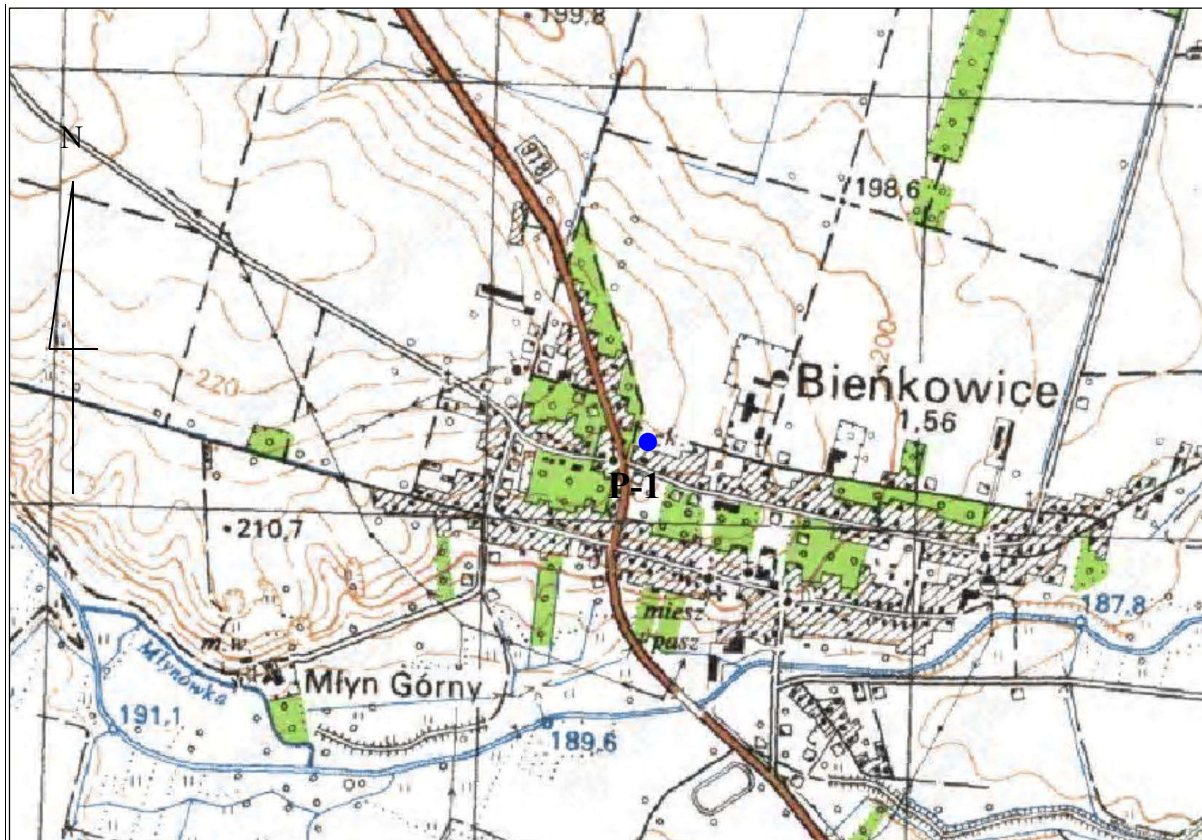 199,8
N
918
198,6
200
220
Bieńkowice
1,56
P-1
210,7
187,8
miesz
pasz
m.w.
Młynówka
Młyn Górny
191,1
189,6